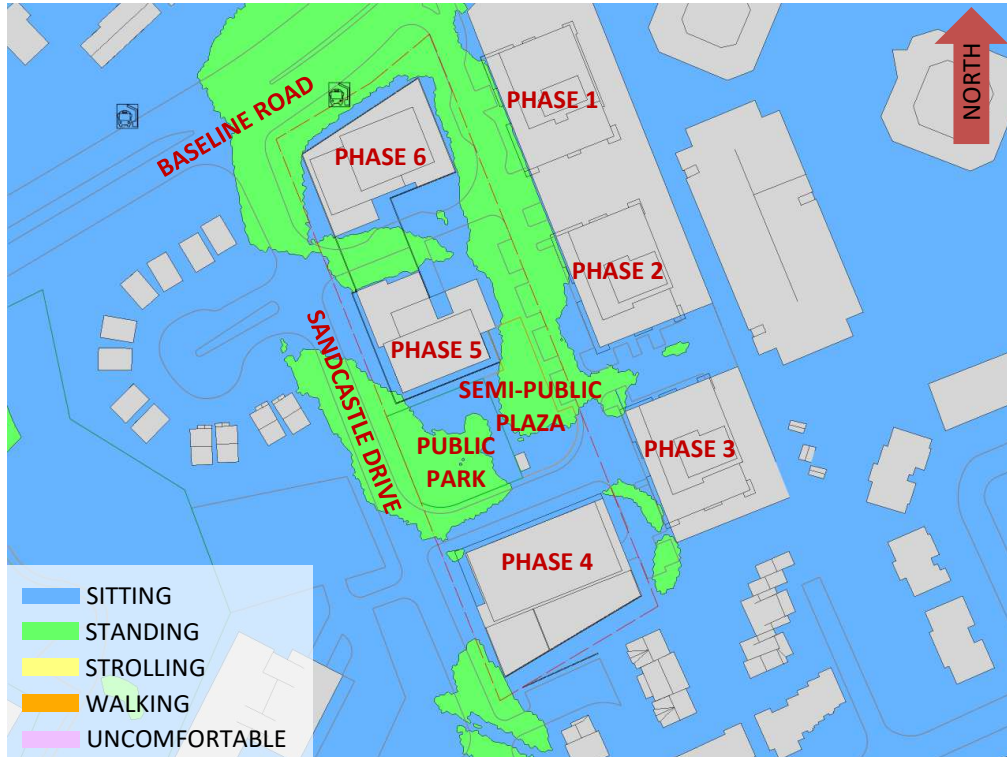 NORTH
PHASE 1
BASELINE ROAD
PHASE 6
PHASE 2
SANDCASTLE DRIVE
PHASE 5
SEMI-PUBLIC
PLAZA
PUBLIC
PARK
PHASE 3
PHASE 4
SITTING
STANDING
STROLLING
WALKING
UNCOMFORTABLE